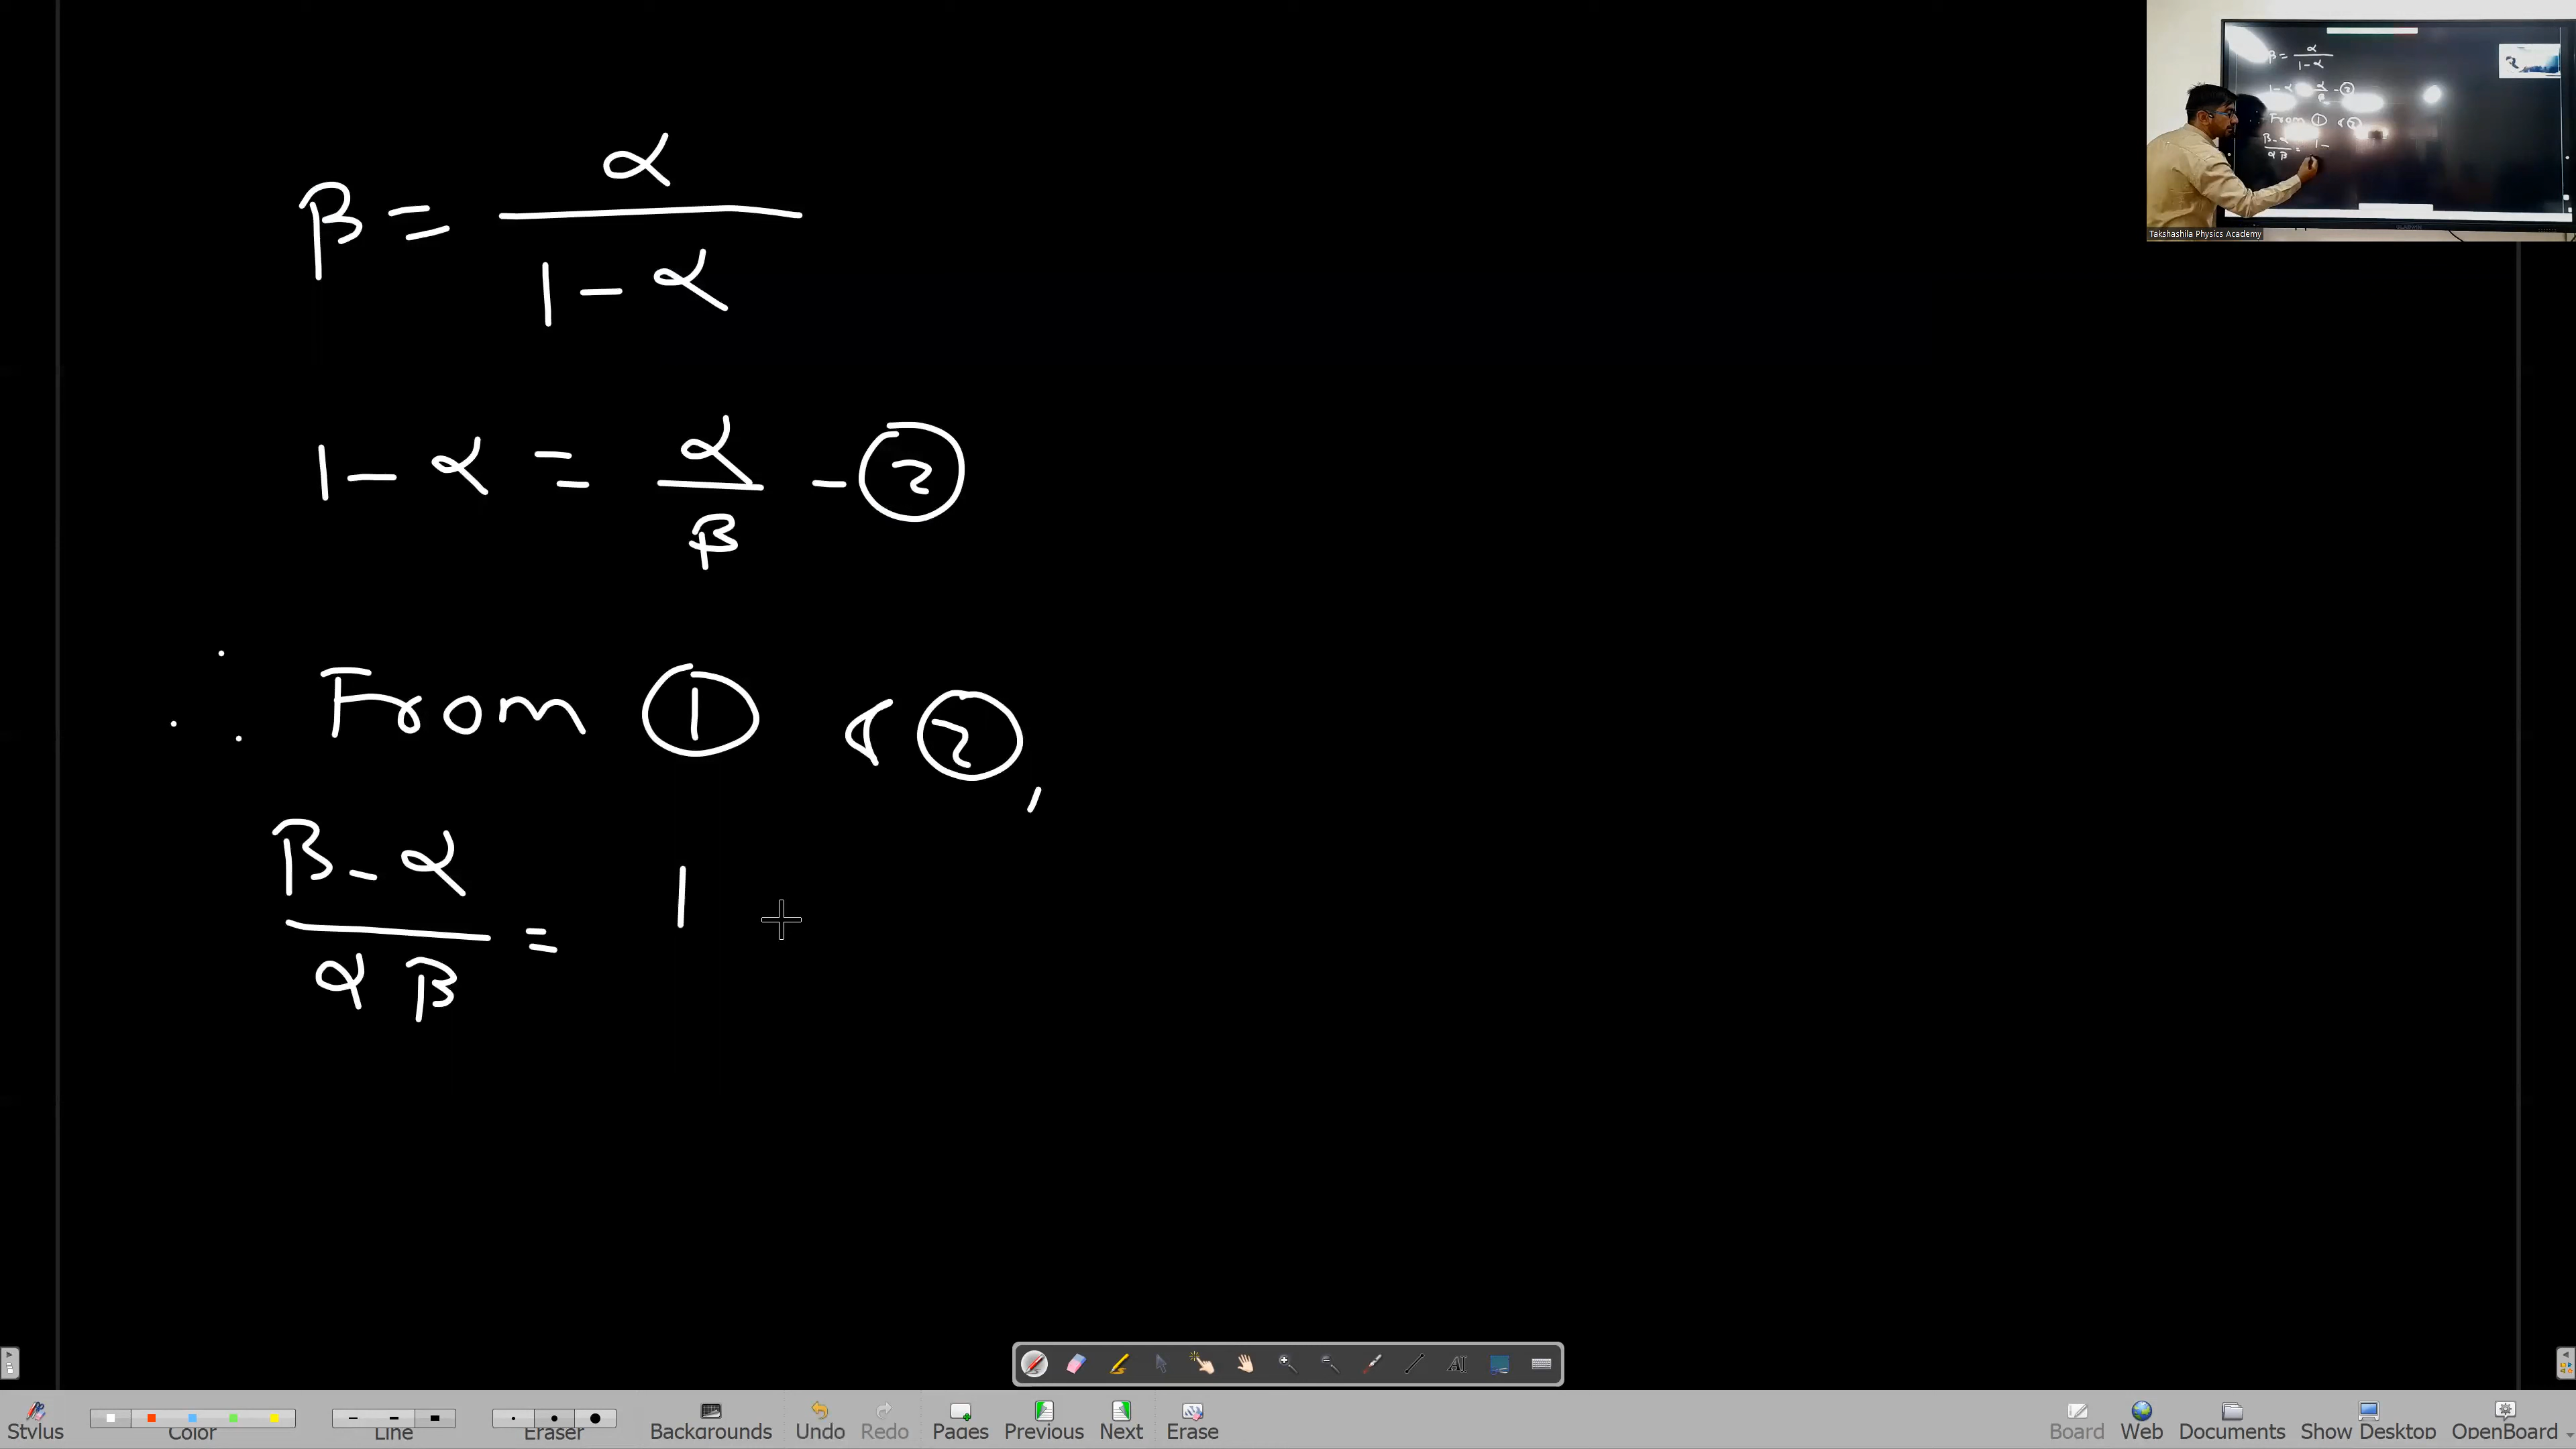 β = α / 1 - α
1 - α = α / β - ②
∴ From ① & ②,
β - α / α β = 1
Takshashila Physics Academy
Stylus Color Line Eraser Backgrounds Undo Redo Pages Previous Next Erase Board Web Documents Show Desktop OpenBoard